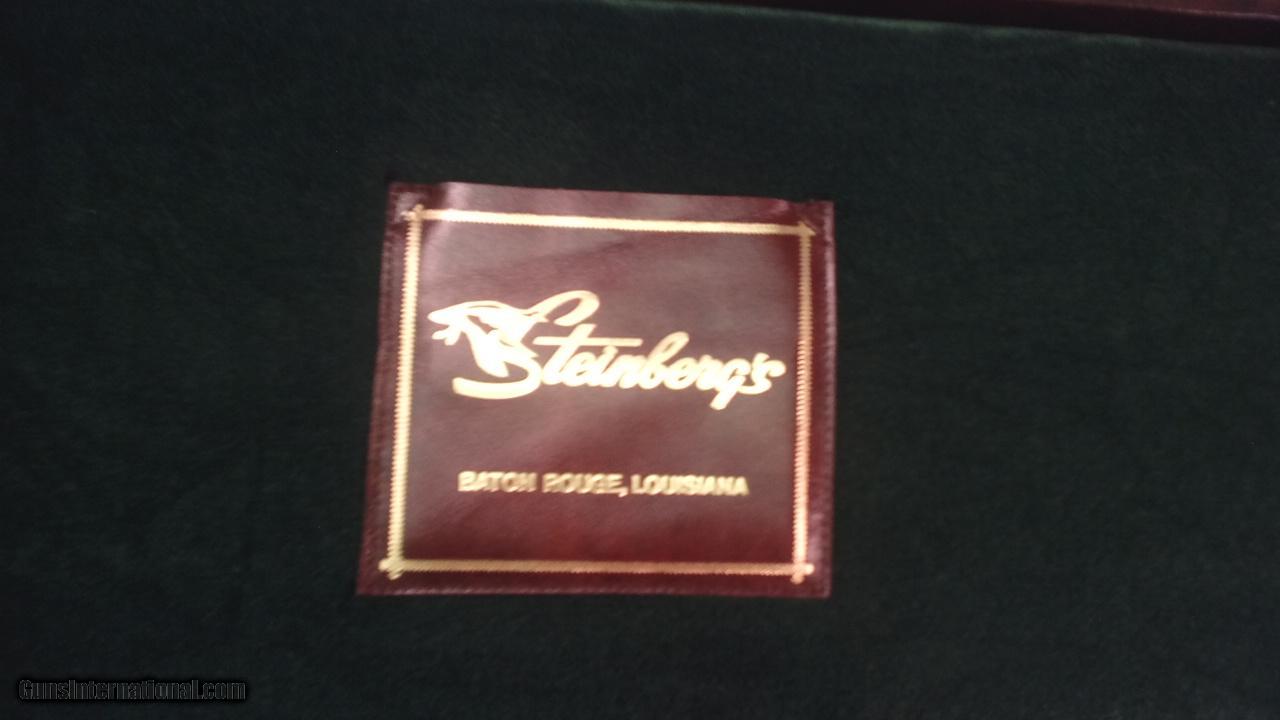 Steinberg's
BATON ROUGE, LOUISIANA
GunsInternational.com